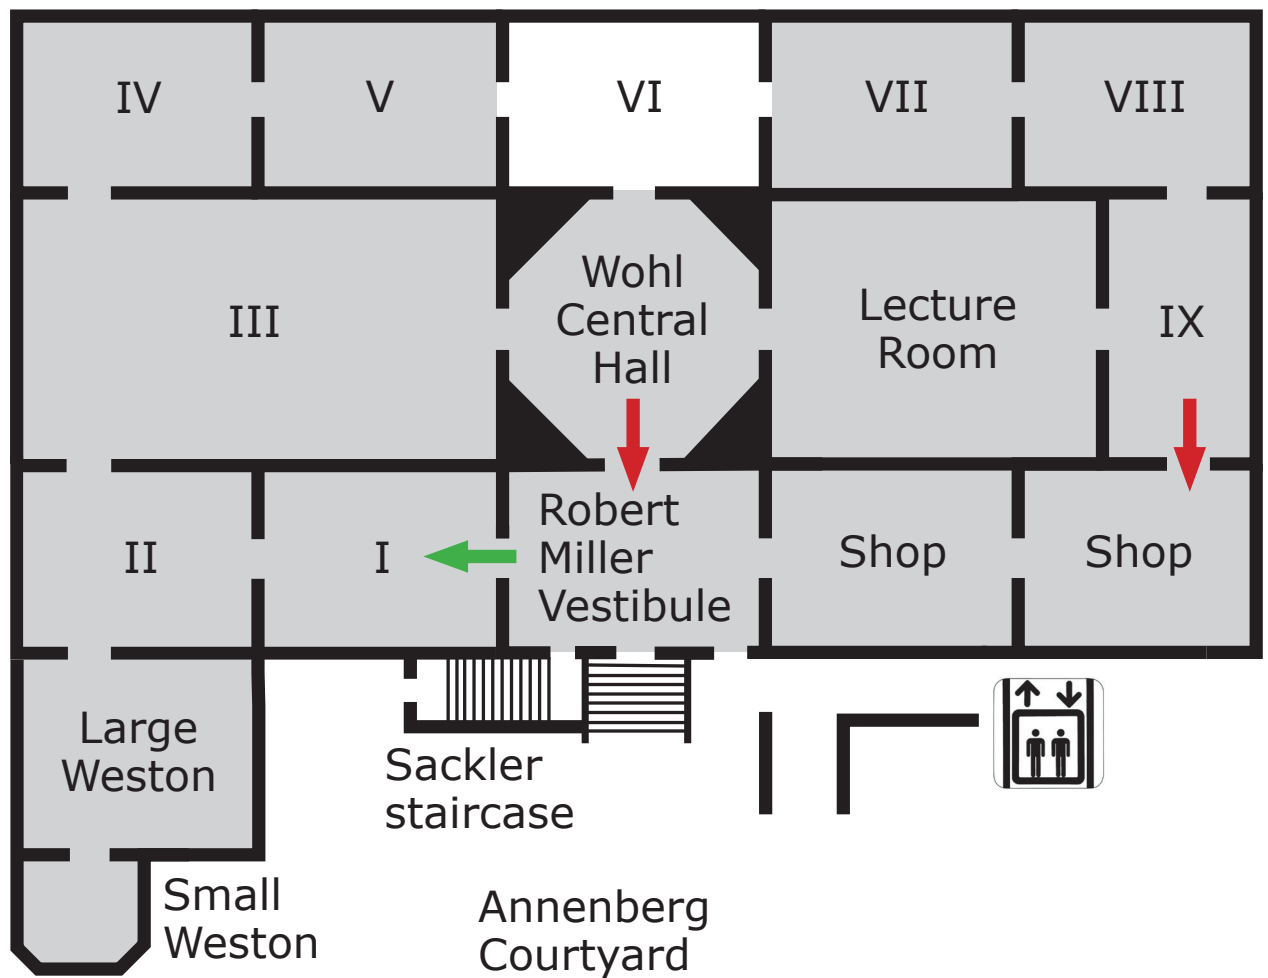 IV
V
VI
VII
VIII
III
Wohl
Central
Hall
Lecture
Room
IX
II
I
Robert
Miller
Vestibule
Shop
Shop
Large
Weston
Sackler
staircase
Small
Weston
Annenberg
Courtyard